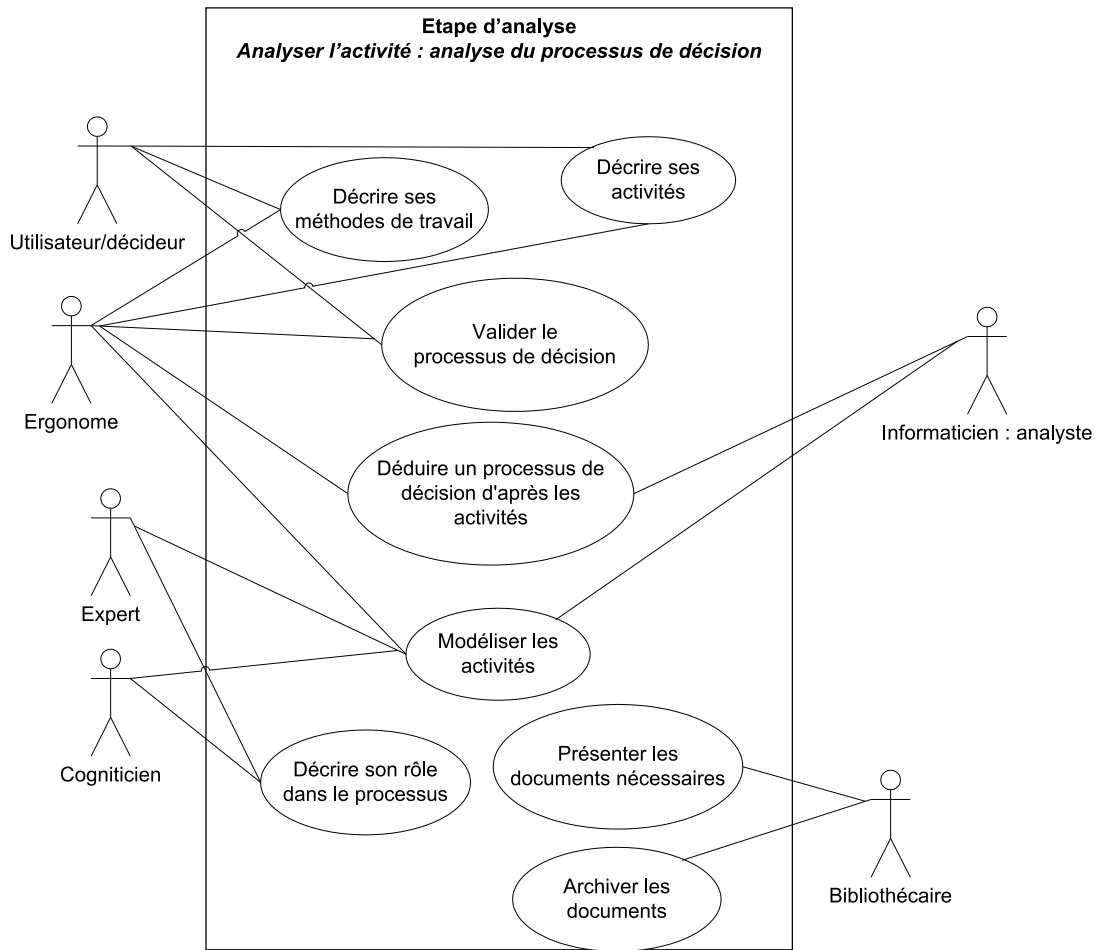 Etape d'analyse
Analyser l'activité : analyse du processus de décision
Décrire ses
activités
Décrire ses
méthodes de travail
Utilisateur/décideur
Valider le
processus de décision
Ergonome
Informaticien : analyste
Déduire un processus de
décision d'après les
activités
Expert
Modéliser les
activités
Cogniticien
Décrire son rôle
dans le processus
Présenter les
documents nécessaires
Bibliothécaire
Archiver les
documents